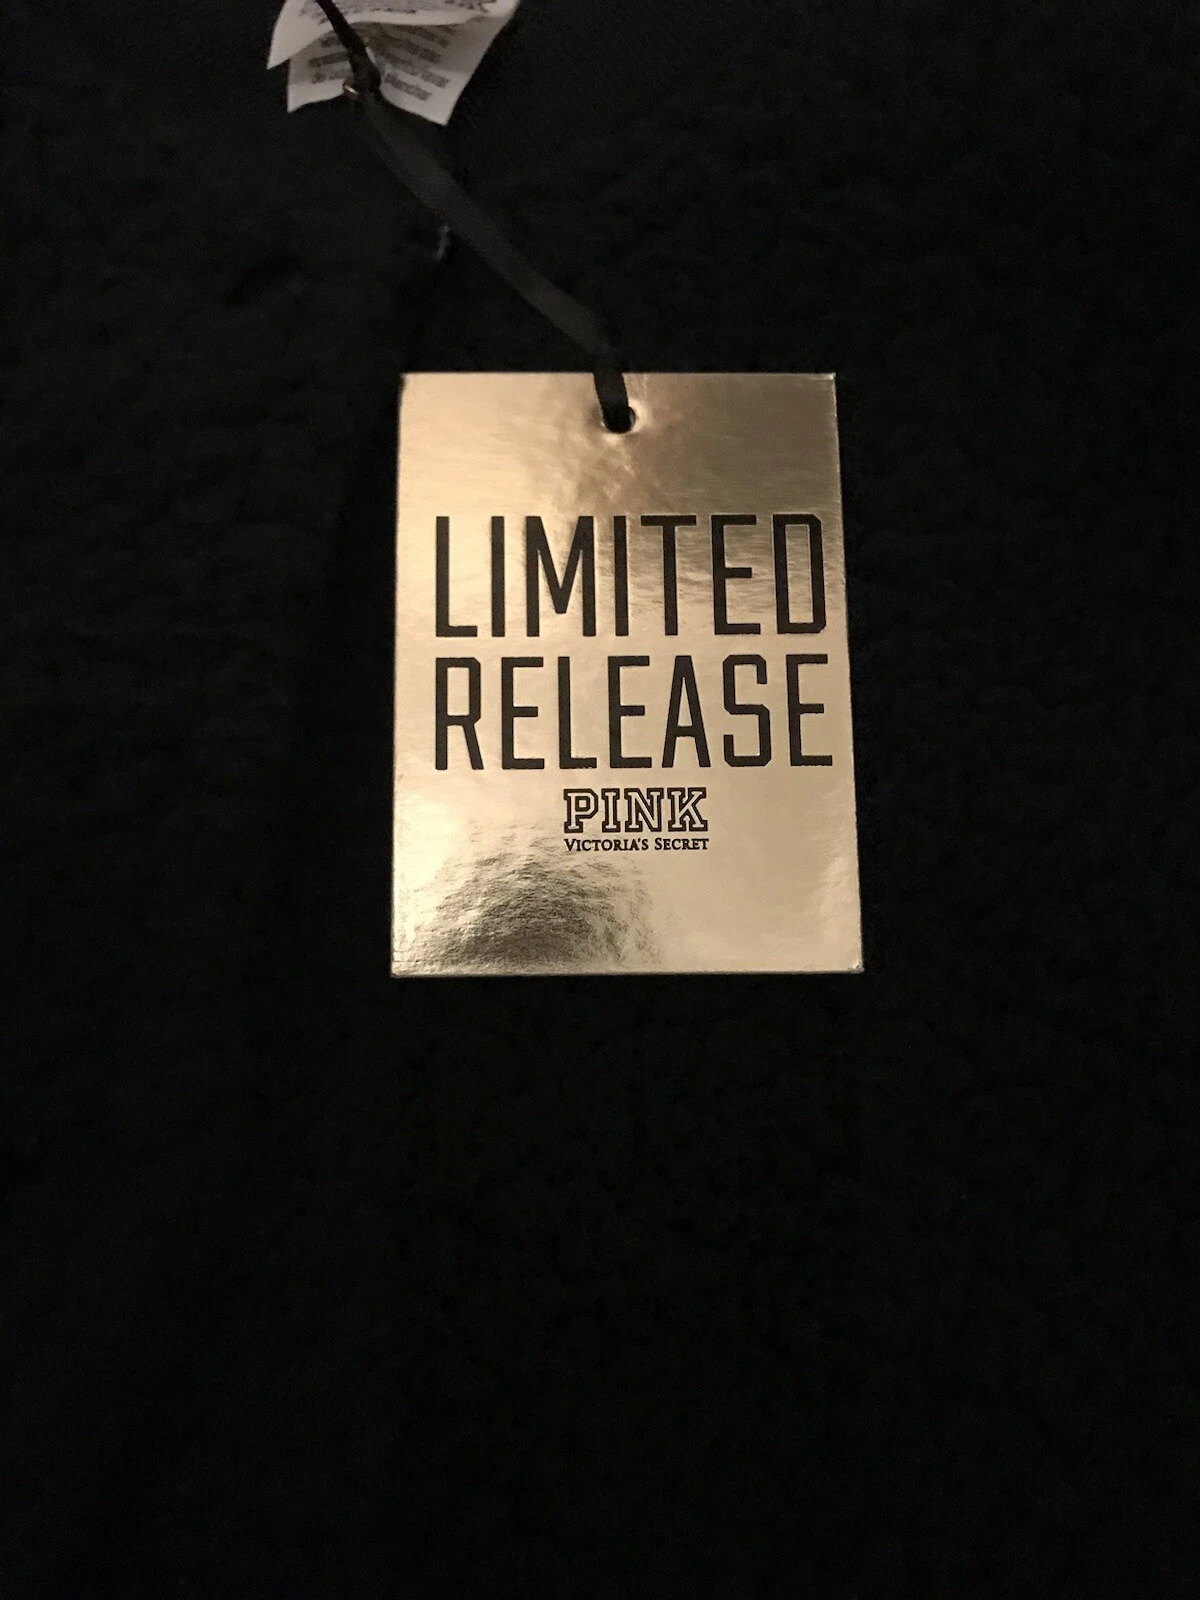 LIMITED
RELEASE
PINK
VICTORIA'S SECRET